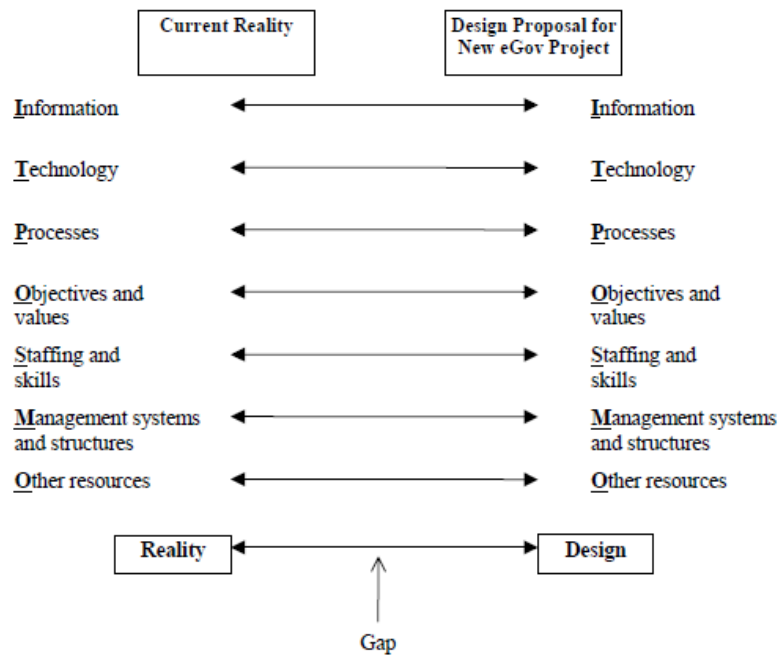 Current Reality
Design Proposal for
New eGov Project
Information
Information
Technology
Technology
Processes
Processes
Objectives and
values
Objectives and
values
Staffing and
skills
Staffing and
skills
Management systems
and structures
Management systems
and structures
Other resources
Other resources
Reality
Design
Gap